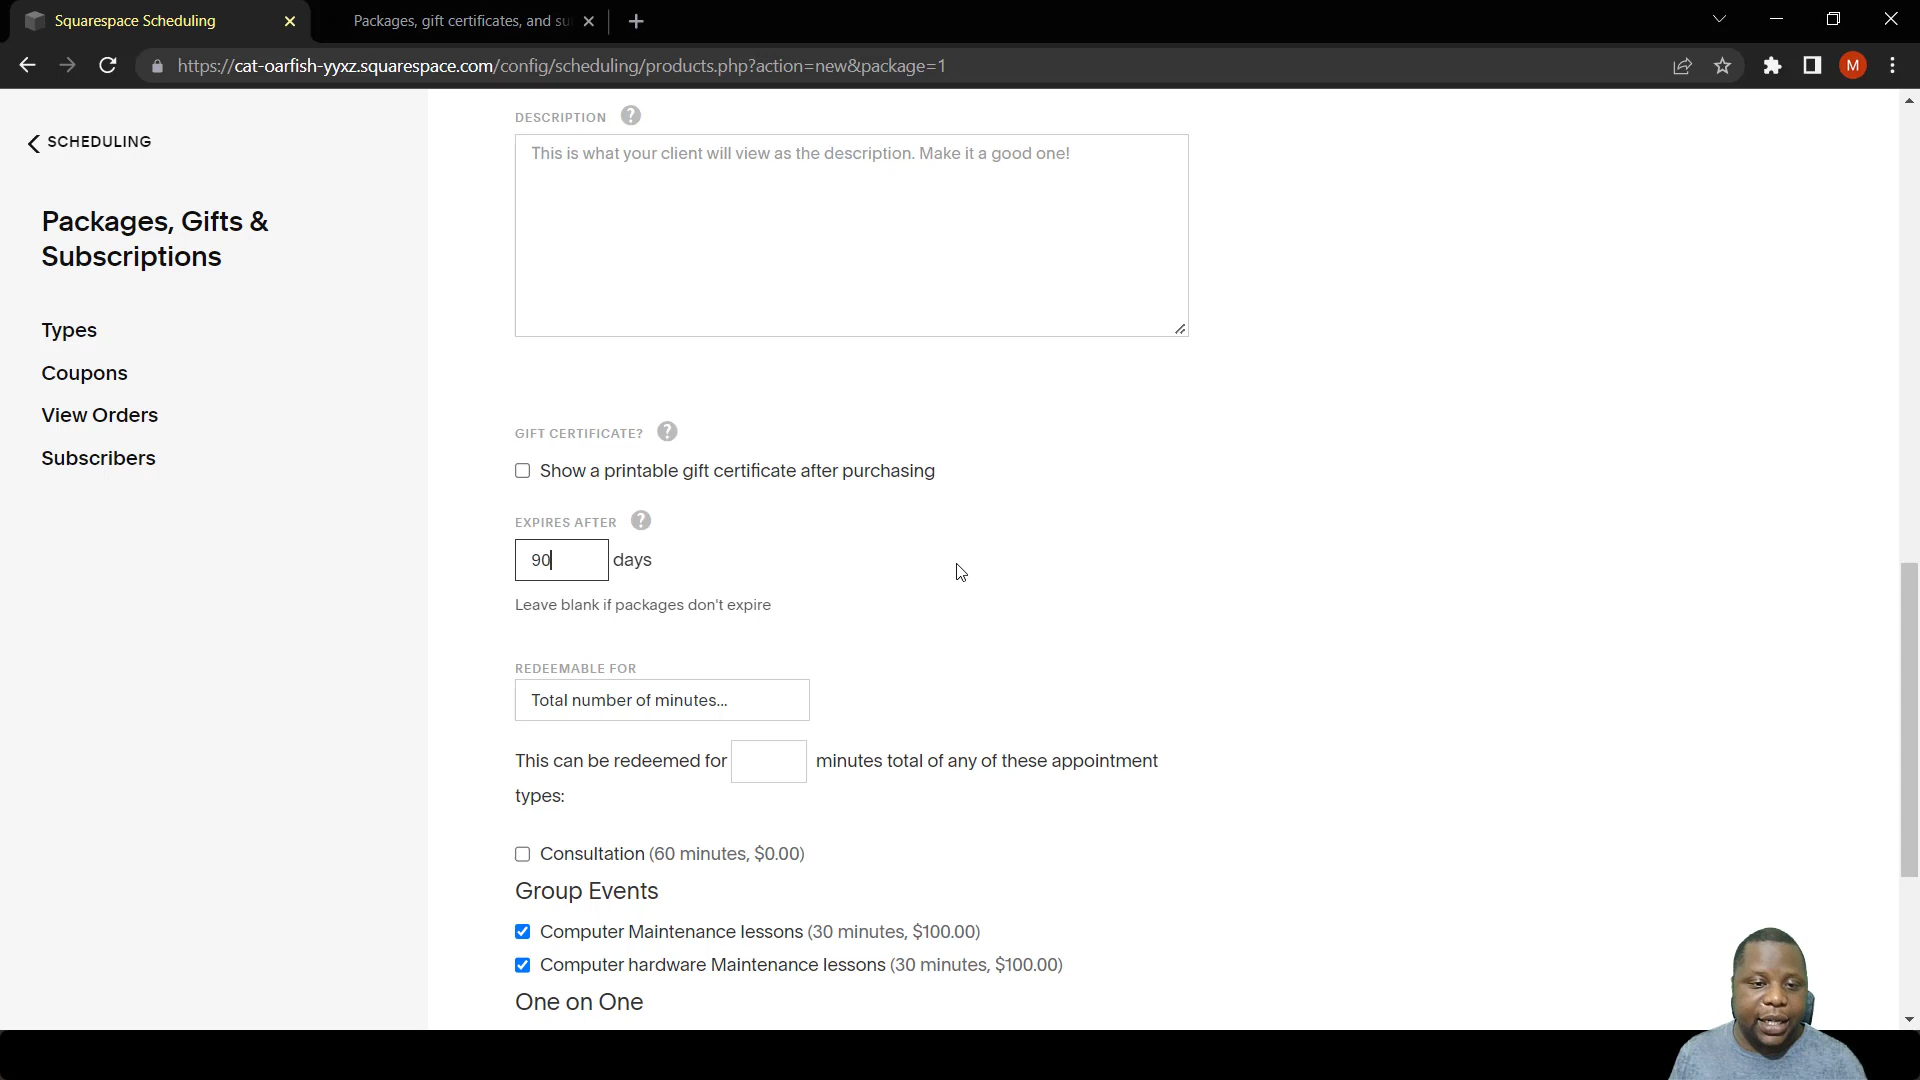 Squarespace Scheduling
Packages, gift certificates, and su
https://cat-oarfish-yyxz.squarespace.com/config/scheduling/products.php?action=new&package=1
M
SCHEDULING
Packages, Gifts &
Subscriptions
Types
Coupons
View Orders
Subscribers
DESCRIPTION ?
This is what your client will view as the description. Make it a good one!
GIFT CERTIFICATE? ?
Show a printable gift certificate after purchasing
EXPIRES AFTER ?
90 days
Leave blank if packages don't expire
REDEEMABLE FOR
Total number of minutes...
This can be redeemed for minutes total of any of these appointment
types:
Consultation (60 minutes, $0.00)
Group Events
Computer Maintenance lessons (30 minutes, $100.00)
Computer hardware Maintenance lessons (30 minutes, $100.00)
One on One